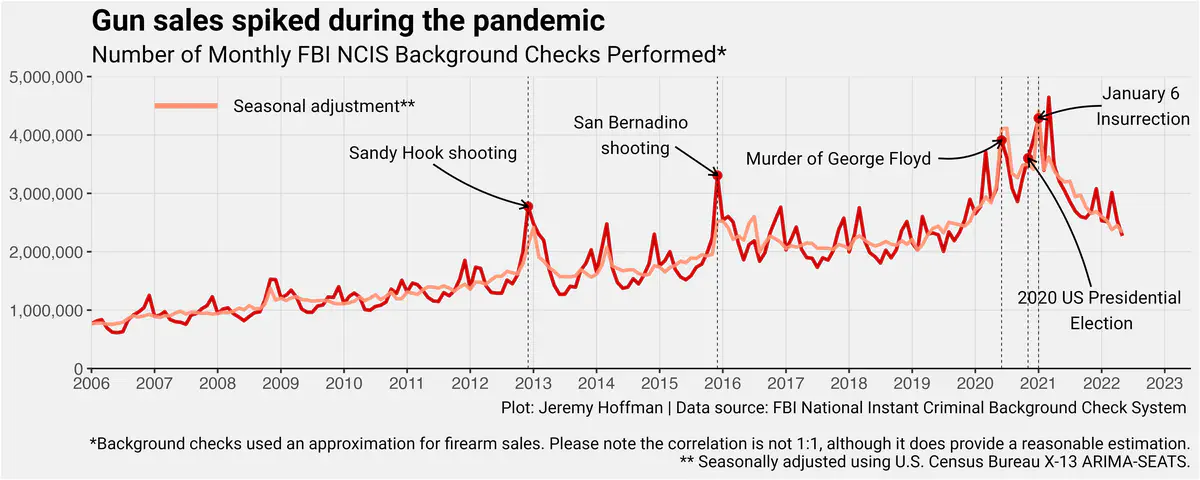 Gun sales spiked during the pandemic
Number of Monthly FBI NCIS Background Checks Performed*
5,000,000
4,000,000
3,000,000
2,000,000
1,000,000
0
Seasonal adjustment**
Sandy Hook shooting
San Bernadino
shooting
Murder of George Floyd
January 6
Insurrection
2020 US Presidential
Election
2006 2007 2008 2009 2010 2011 2012 2013 2014 2015 2016 2017 2018 2019 2020 2021 2022 2023
Plot: Jeremy Hoffman | Data source: FBI National Instant Criminal Background Check System
*Background checks used an approximation for firearm sales. Please note the correlation is not 1:1, although it does provide a reasonable estimation.
** Seasonally adjusted using U.S. Census Bureau X-13 ARIMA-SEATS.